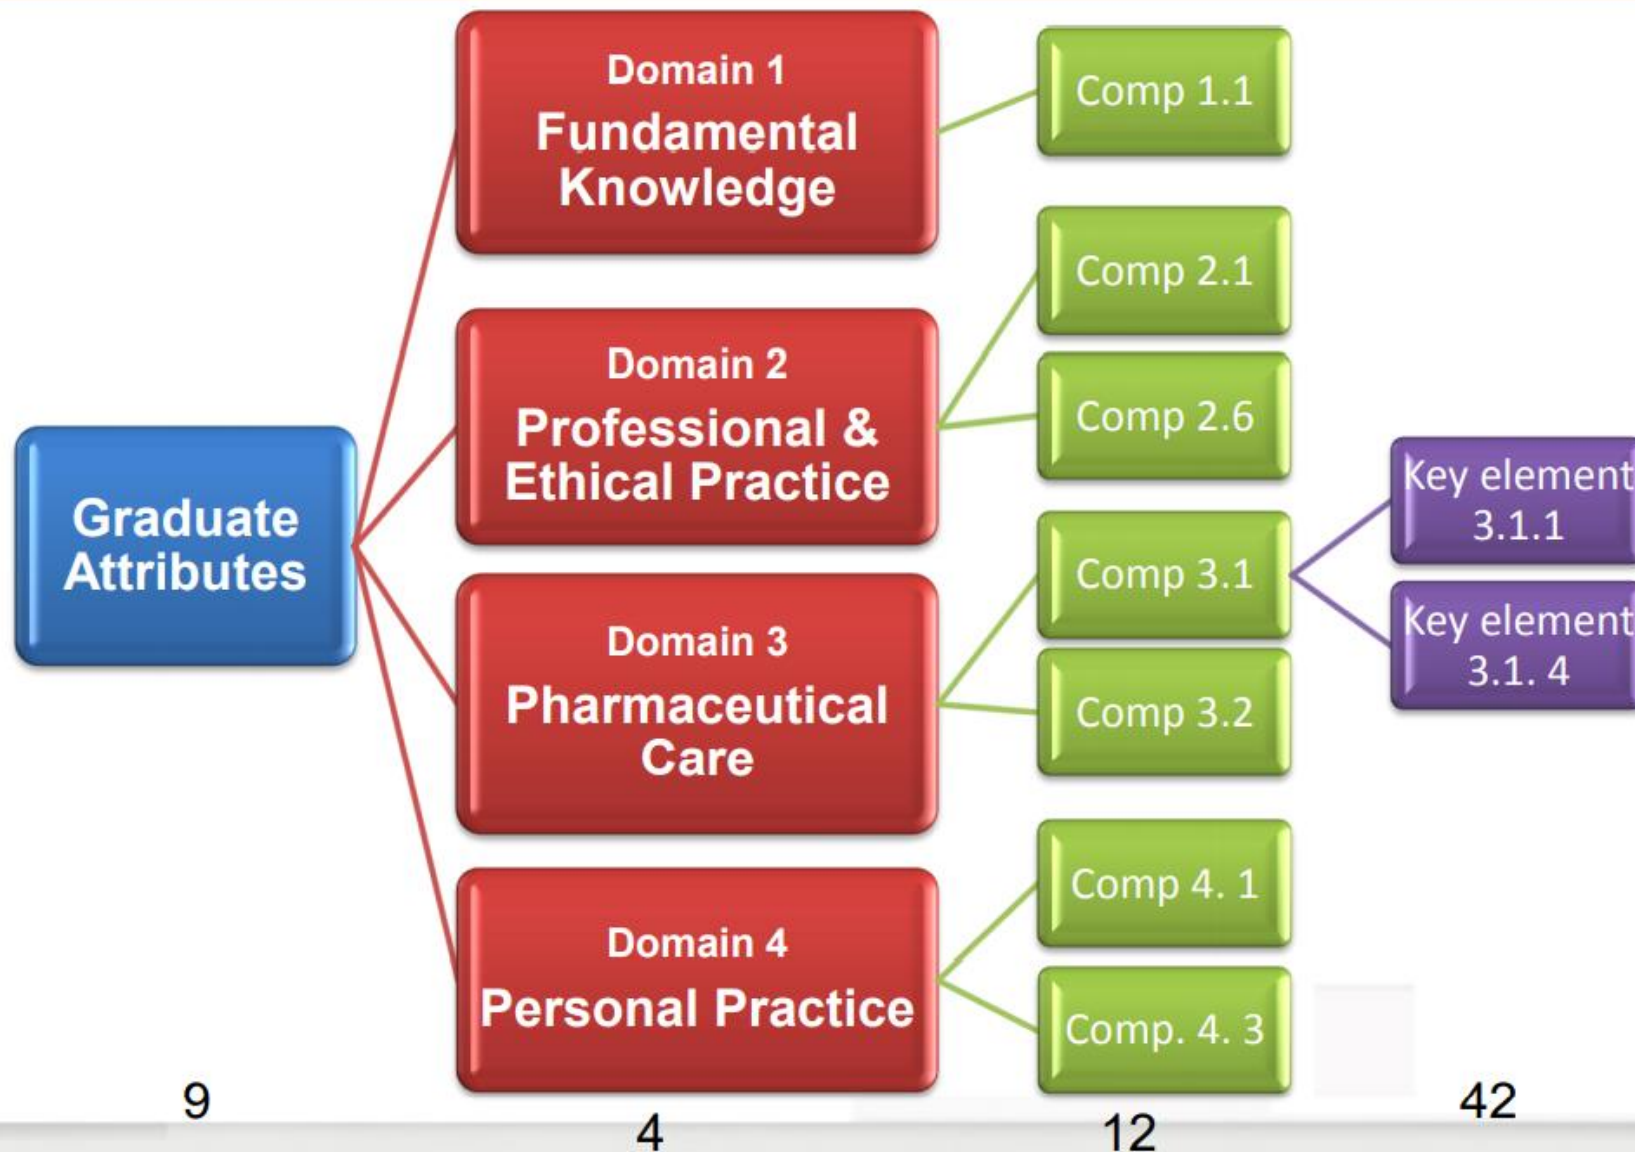 Graduate
Attributes
Domain 1
Fundamental
Knowledge
Domain 2
Professional &
Ethical Practice
Domain 3
Pharmaceutical
Care
Domain 4
Personal Practice
Comp 1.1
Comp 2.1
Comp 2.6
Comp 3.1
Comp 3.2
Comp 4. 1
Comp. 4. 3
Key element
3.1.1
Key element
3.1. 4
9
4
12
42